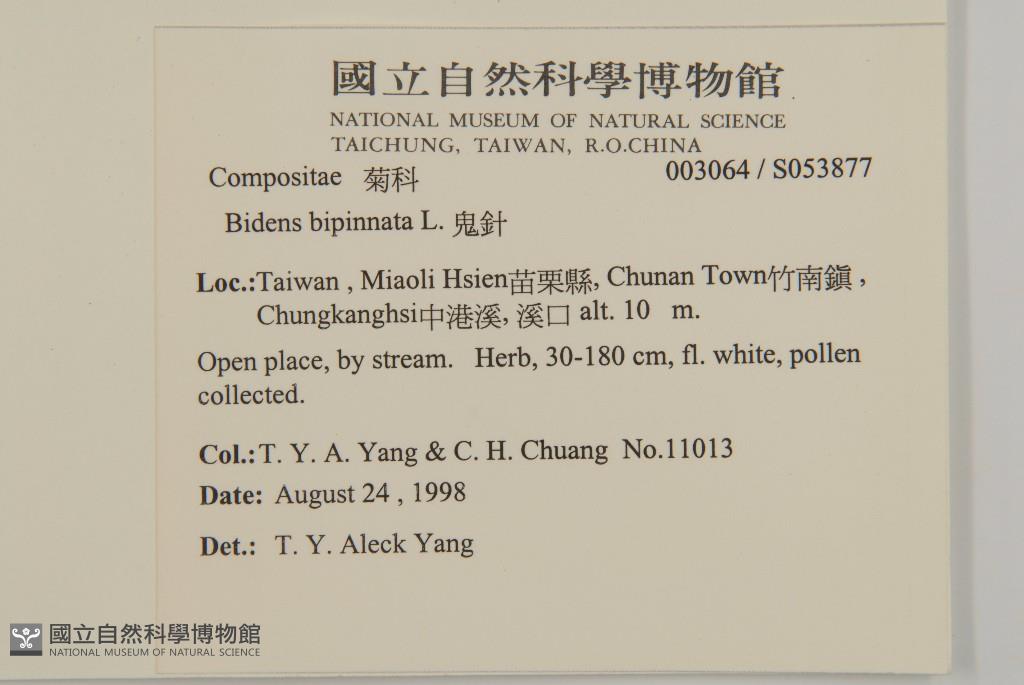 國立自然科學博物館
NATIONAL MUSEUM OF NATURAL SCIENCE
TAICHUNG, TAIWAN, R.O.CHINA
Compositae 菊科 003064 / S053877
Bidens bipinnata L. 鬼針
Loc.:Taiwan , Miaoli Hsien苗栗縣, Chunan Town竹南鎭 ,
Chungkanghsi中港溪, 溪口 alt. 10 m.
Open place, by stream. Herb, 30-180 cm, fl. white, pollen
collected.
Col.:T. Y. A. Yang & C. H. Chuang No.11013
Date: August 24 , 1998
Det.: T. Y. Aleck Yang
國立自然科學博物館
NATIONAL MUSEUM OF NATURAL SCIENCE